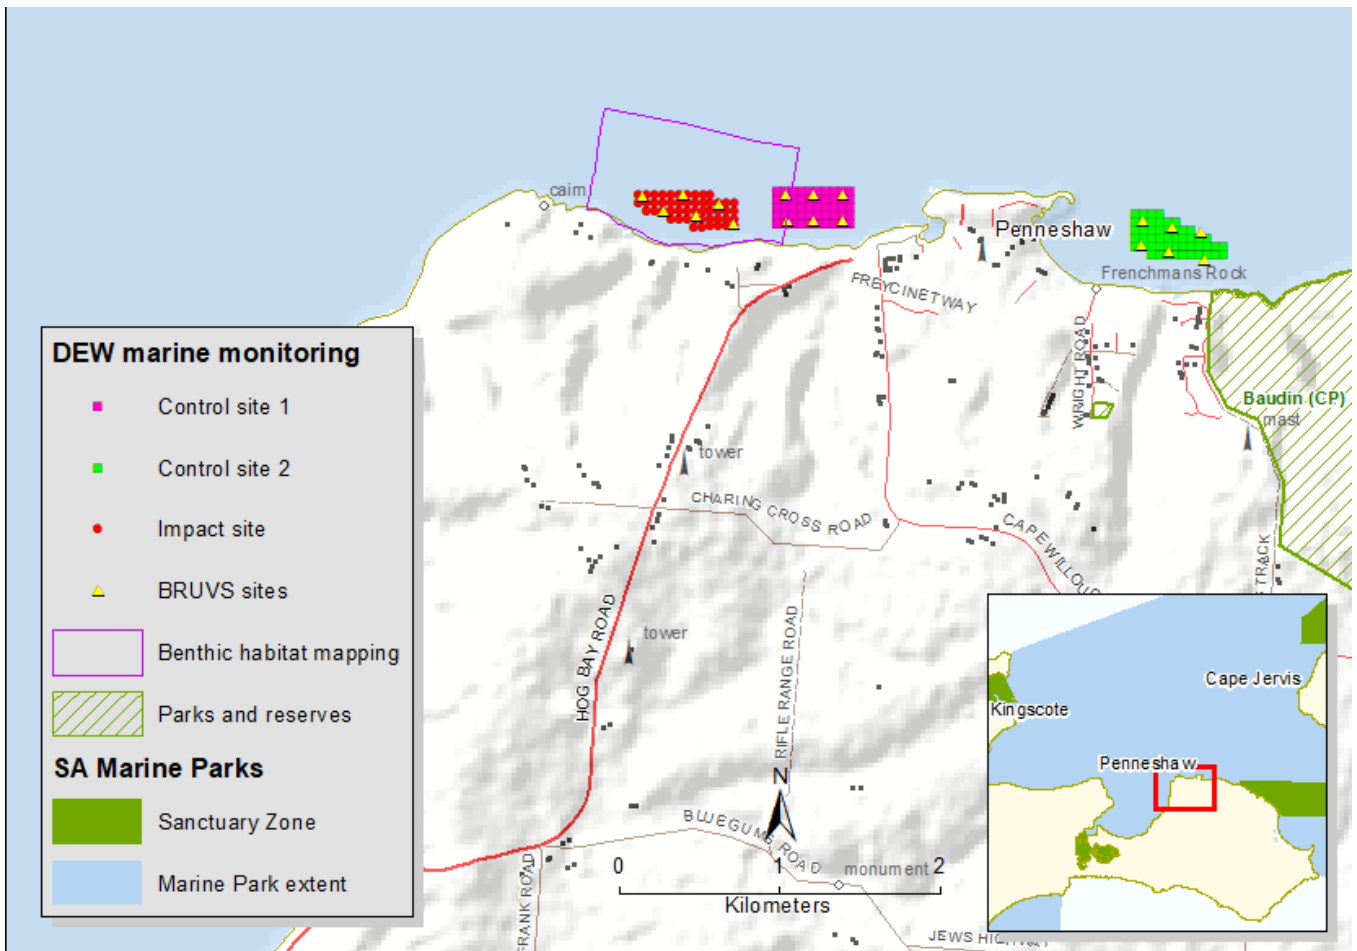 cairn
Penneshaw
Frenchmans Rock
FREYCINET WAY
WRIGHT ROAD
Baudin (CP)
mast
tower
CHARING CROSS ROAD
CAPE WILLOUG
TRACK
HOG BAY ROAD
tower
RIFLE RANGE ROAD
N
BLUEGUMS ROAD
monument
0 1 2
Kilometers
FRANK ROAD
JEWS HIGHWAY
DEW marine monitoring
Control site 1
Control site 2
Impact site
BRUVS sites
Benthic habitat mapping
Parks and reserves
SA Marine Parks
Sanctuary Zone
Marine Park extent
Cape Jervis
Kingscote
Penneshaw